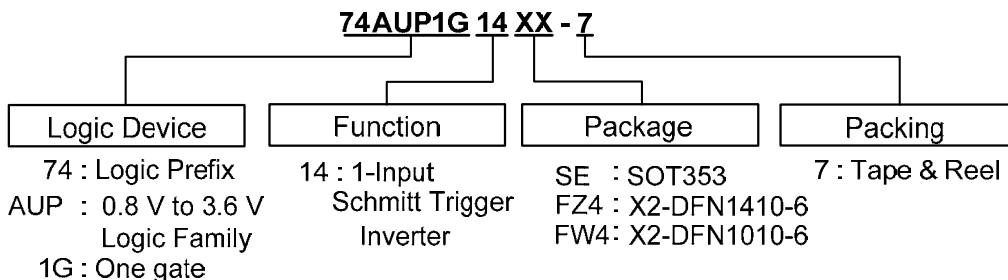 74AUP1G 14 XX - 7
Logic Device
74 : Logic Prefix
AUP : 0.8 V to 3.6 V
Logic Family
1G : One gate
Function
14 : 1-Input
Schmitt Trigger
Inverter
Package
SE : SOT353
FZ4 : X2-DFN1410-6
FW4 : X2-DFN1010-6
Packing
7 : Tape & Reel